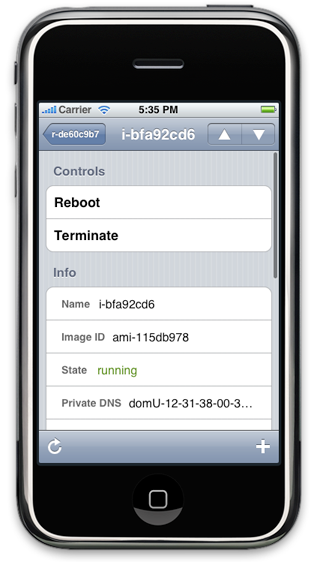 Carrier 5:35 PM
r-de60c9b7 i-bfa92cd6
Controls
Reboot
Terminate
Info
Name i-bfa92cd6
Image ID ami-115db978
State running
Private DNS domU-12-31-38-00-3...